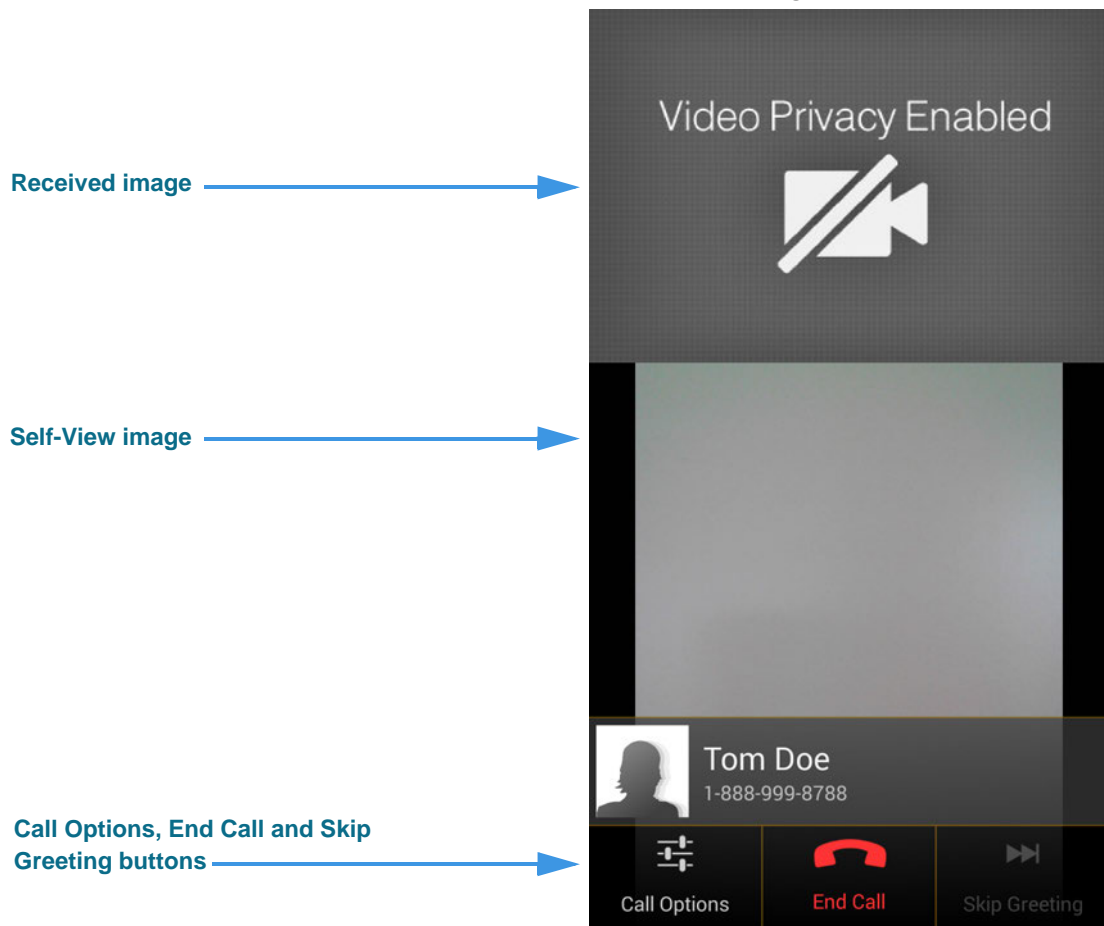 Video Privacy Enabled
Received image
Self-View image
Tom Doe
1-888-999-8788
Call Options, End Call and Skip
Greeting buttons
Call Options
End Call
Skip Greeting